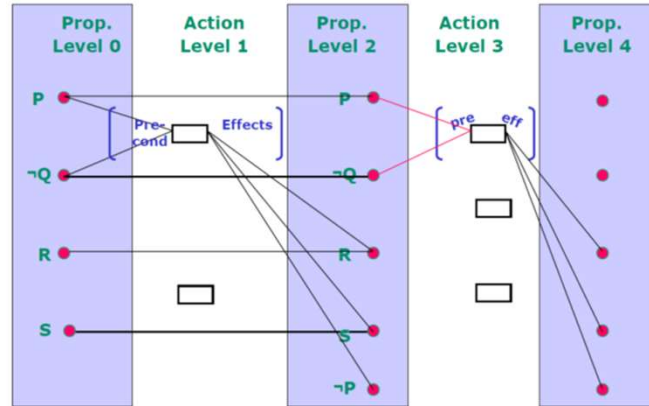 Prop. Level 0
Action Level 1
Prop. Level 2
Action Level 3
Prop. Level 4
P
Pre-cond
Effects
P
pre
eff
¬Q
¬Q
R
R
S
S
¬P